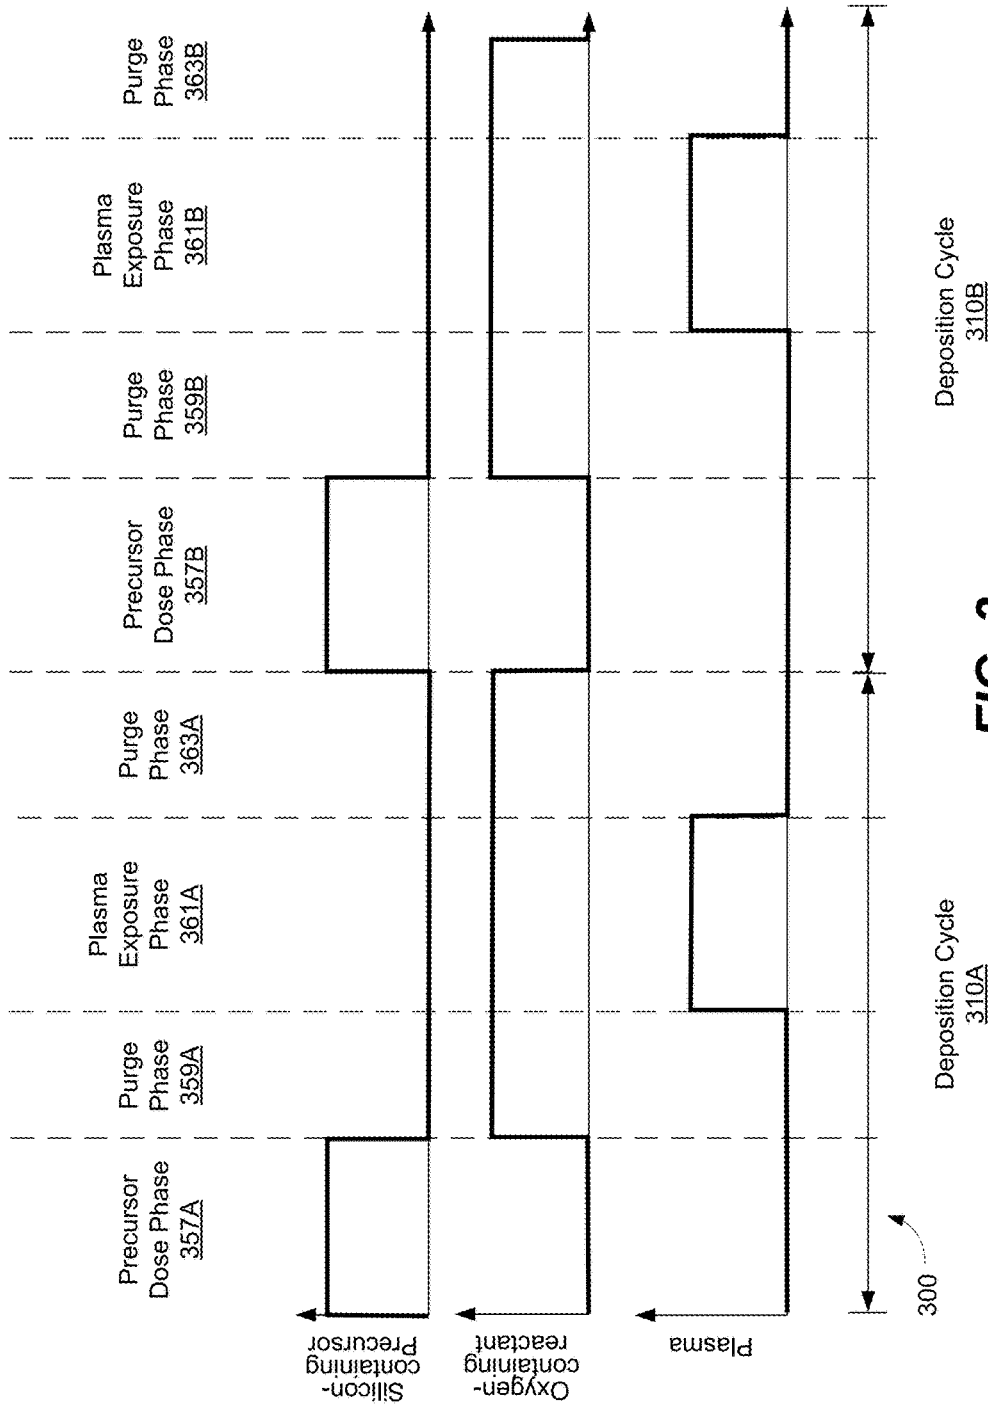 Precursor
Dose Phase
357A
Purge
Phase
359A
Plasma
Exposure
Phase
361A
Purge
Phase
363A
Precursor
Dose Phase
357B
Purge
Phase
359B
Plasma
Exposure
Phase
361B
Purge
Phase
363B
Silicon-
containing
Precursor
Oxygen-
containing
reactant
Plasma
300
Deposition Cycle
310A
Deposition Cycle
310B
FIG.